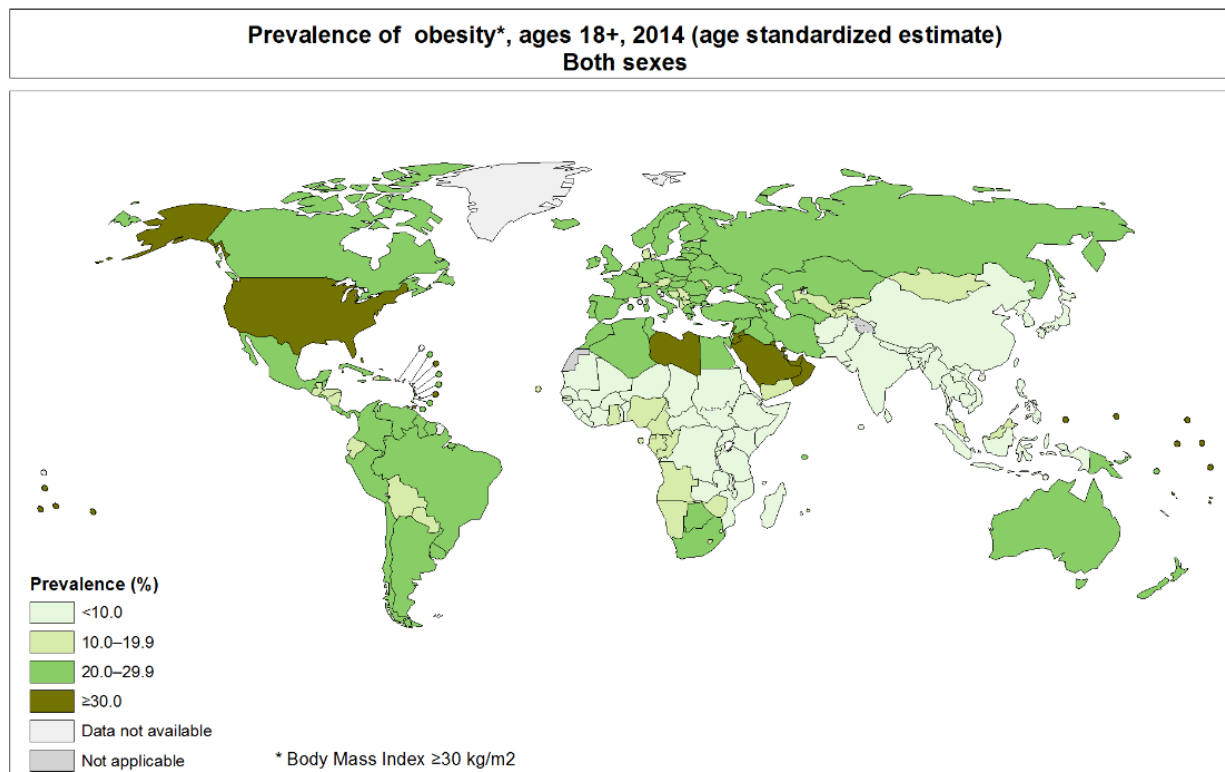 Prevalence of obesity*, ages 18+, 2014 (age standardized estimate)
Both sexes
Prevalence (%)
<10.0
10.0–19.9
20.0–29.9
≥30.0
Data not available
Not applicable
* Body Mass Index ≥30 kg/m2